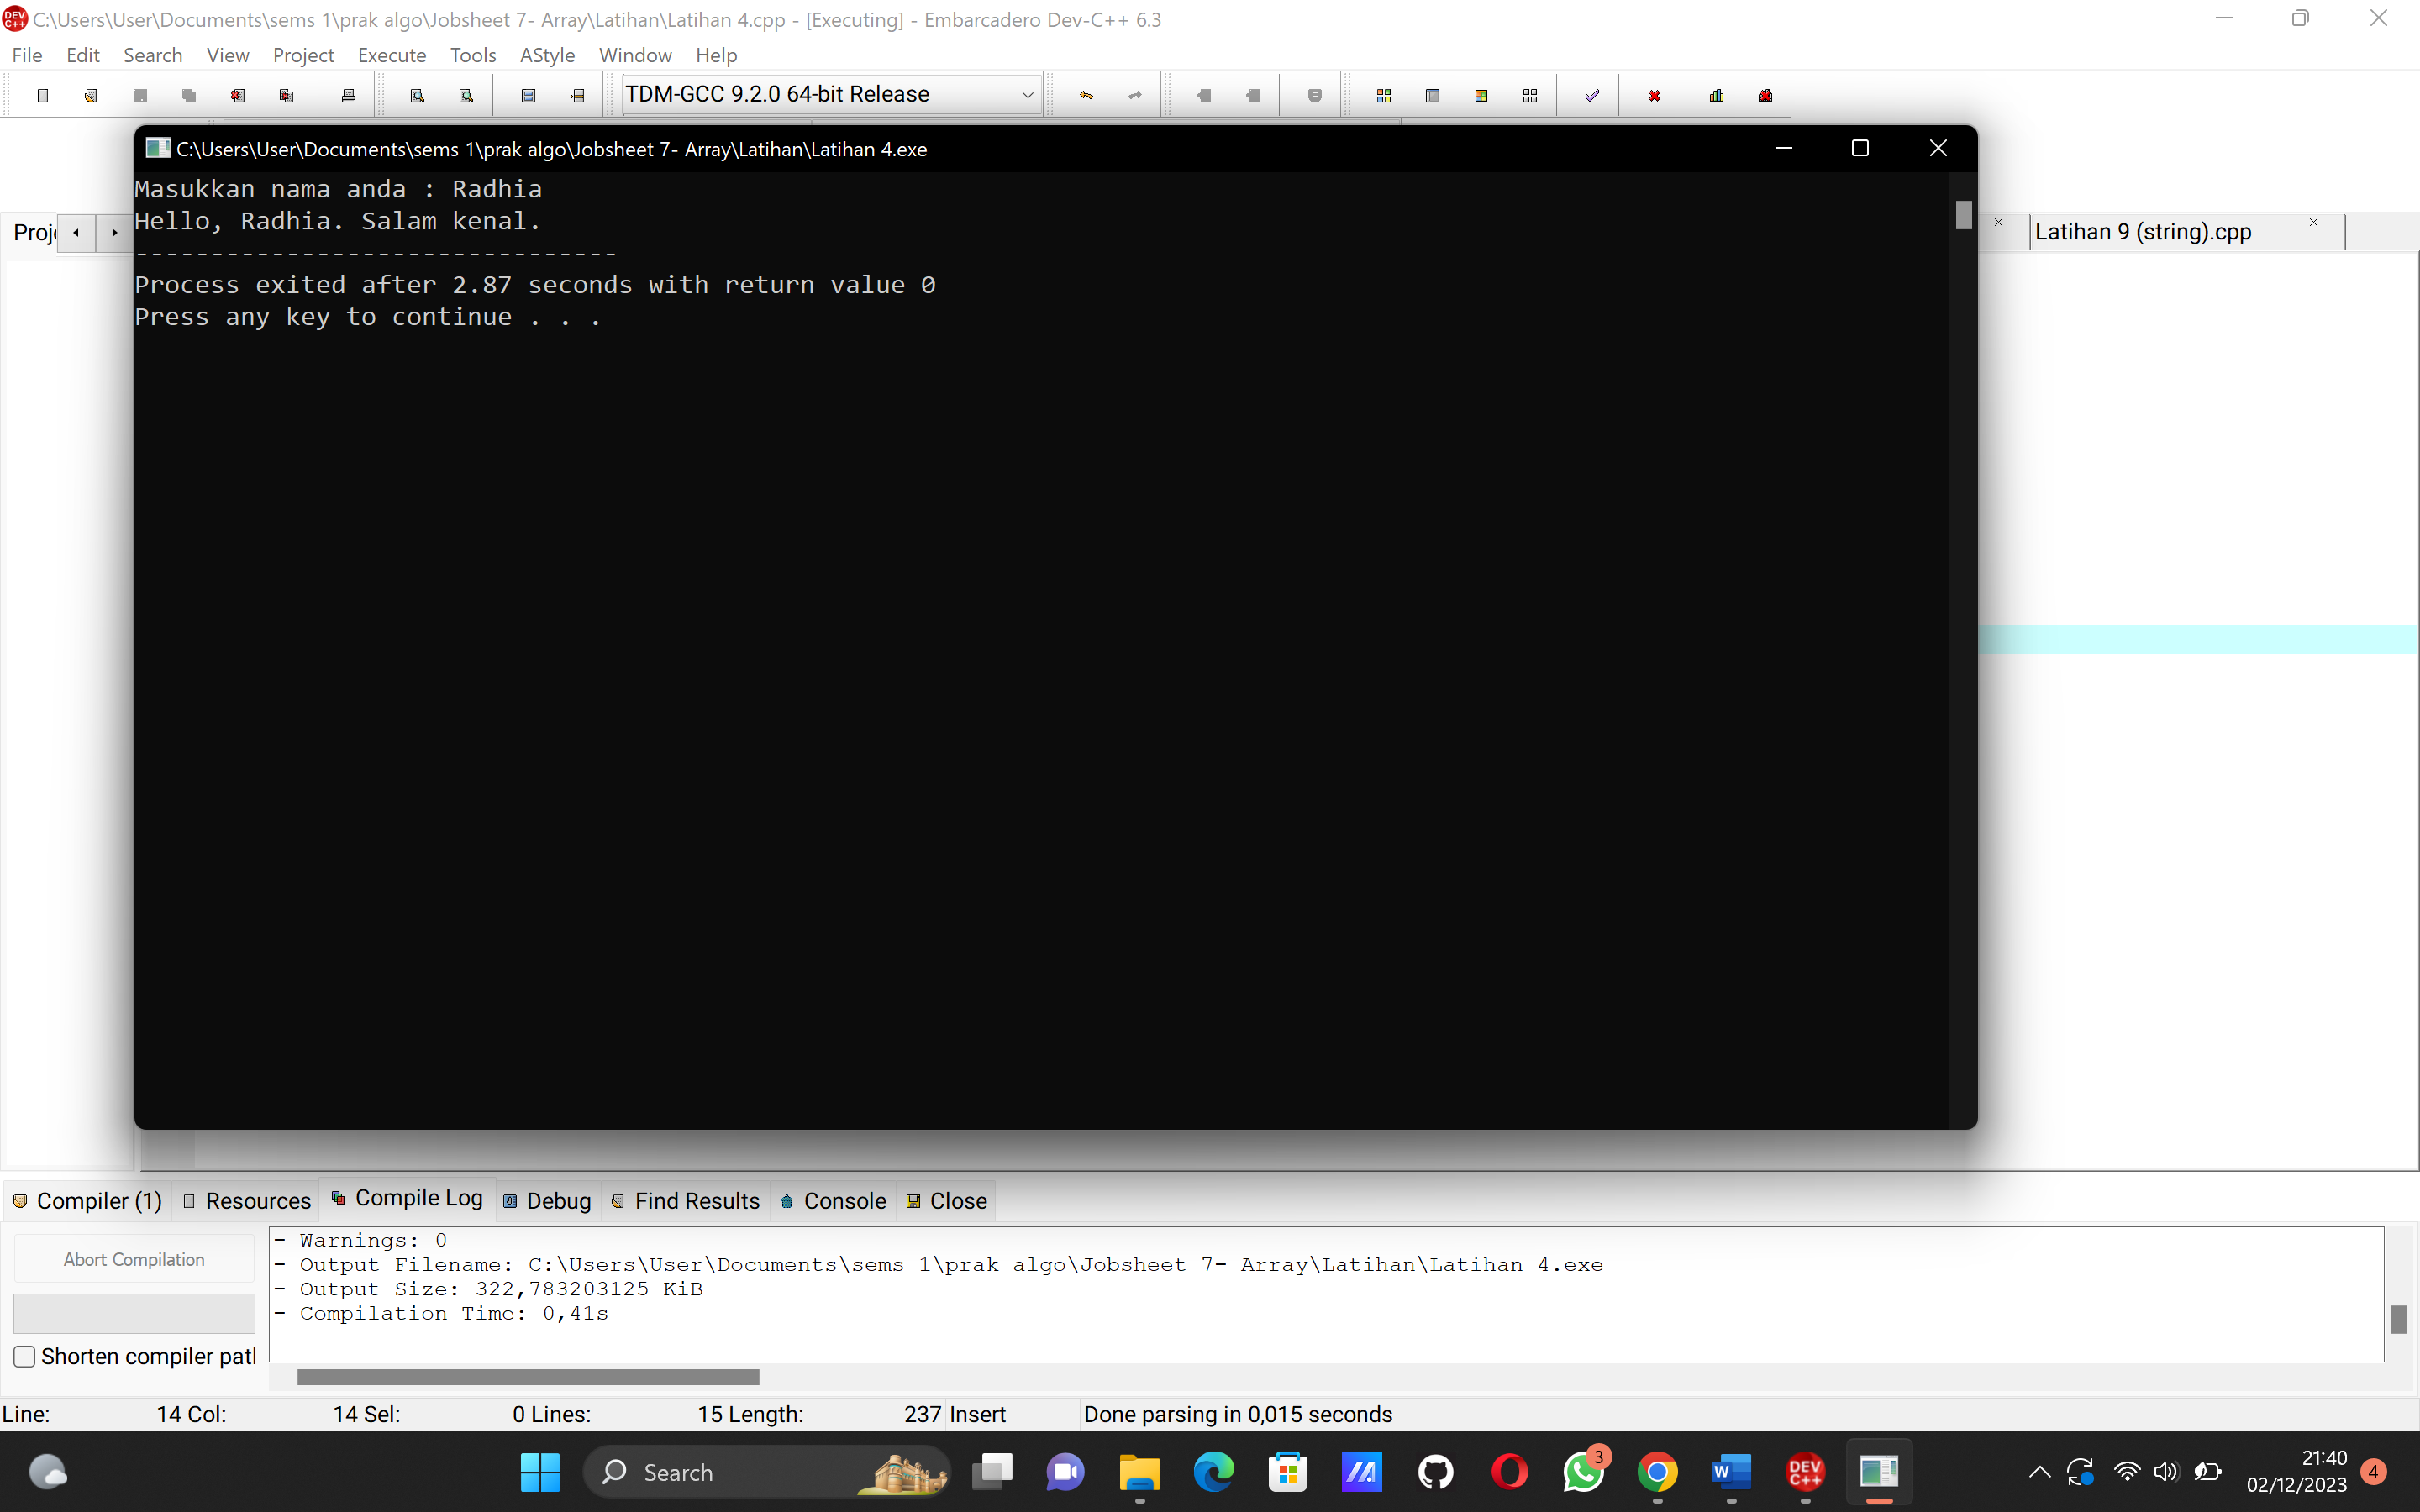 C:\Users\User\Documents\sems 1\prak algo\Jobsheet 7- Array\Latihan\Latihan 4.cpp - [Executing] - Embarcadero Dev-C++ 6.3
File Edit Search View Project Execute Tools AStyle Window Help
TDM-GCC 9.2.0 64-bit Release
C:\Users\User\Documents\sems 1\prak algo\Jobsheet 7- Array\Latihan\Latihan 4.exe
Masukkan nama anda : Radhia
Hello, Radhia. Salam kenal.
--------------------------------
Process exited after 2.87 seconds with return value 0
Press any key to continue . . .
Latihan 9 (string).cpp
Compiler (1) Resources Compile Log Debug Find Results Console Close
Abort Compilation
Shorten compiler
- Warnings: 0
- Output Filename: C:\Users\User\Documents\sems 1\prak algo\Jobsheet 7- Array\Latihan\Latihan 4.exe
- Output Size: 322,783203125 KiB
- Compilation Time: 0,41s
Line: 14 Col: 14 Sel: 0 Lines: 15 Length: 237 Insert Done parsing in 0,015 seconds
Search
3
W
DEV C++
21:40
02/12/2023
4